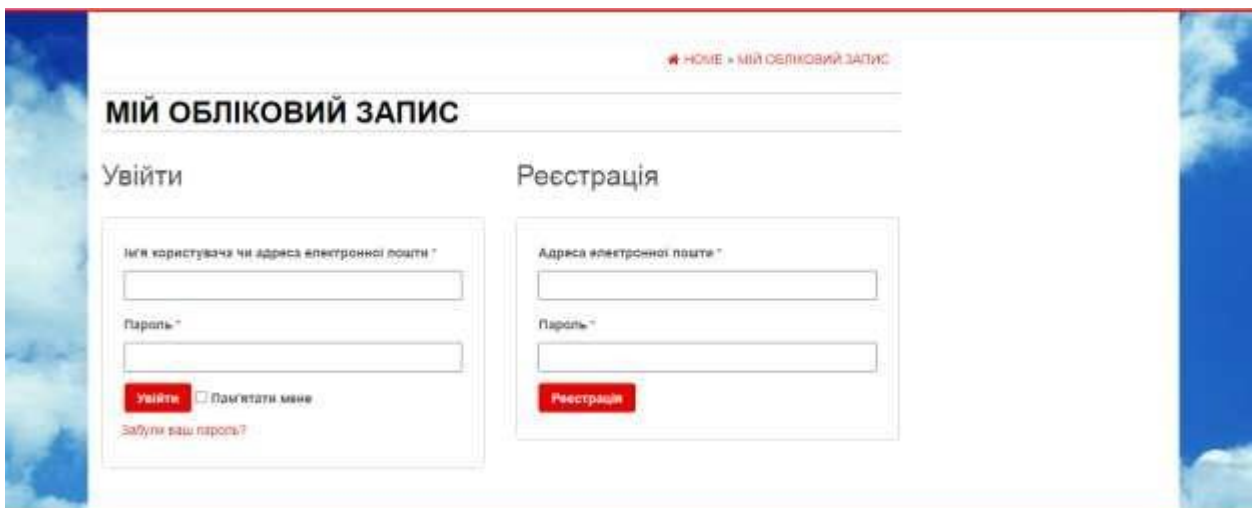 HOME » МІЙ ОБЛІКОВИЙ ЗАПИС
МІЙ ОБЛІКОВИЙ ЗАПИС
Увійти
Ім'я користувача чи адреса електронної пошти *
Пароль *
Увійти
Пам'ятати мене
Забули ваш пароль?
Реєстрація
Адреса електронної пошти *
Пароль *
Реєстрація